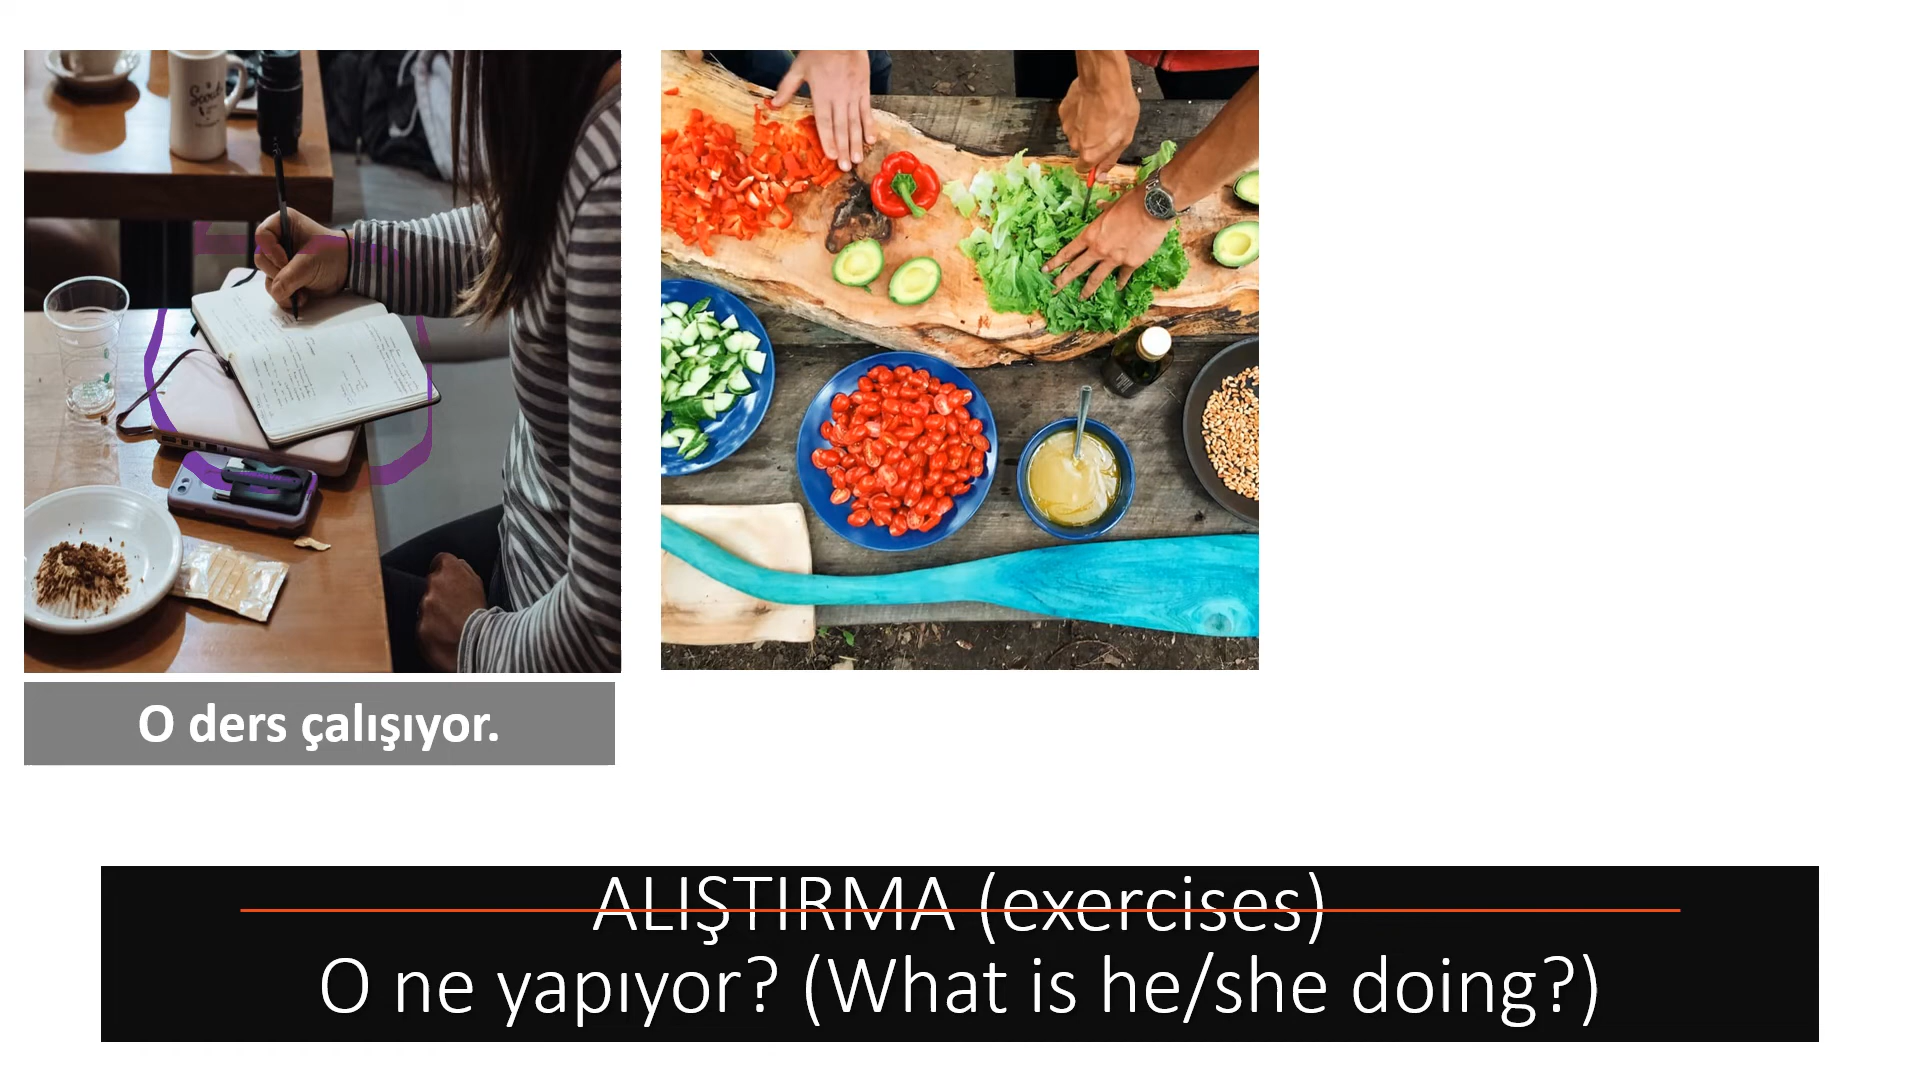 O ders çalışıyor.
ALIŞTIRMA (exercises)
O ne yapıyor? (What is he/she doing?)